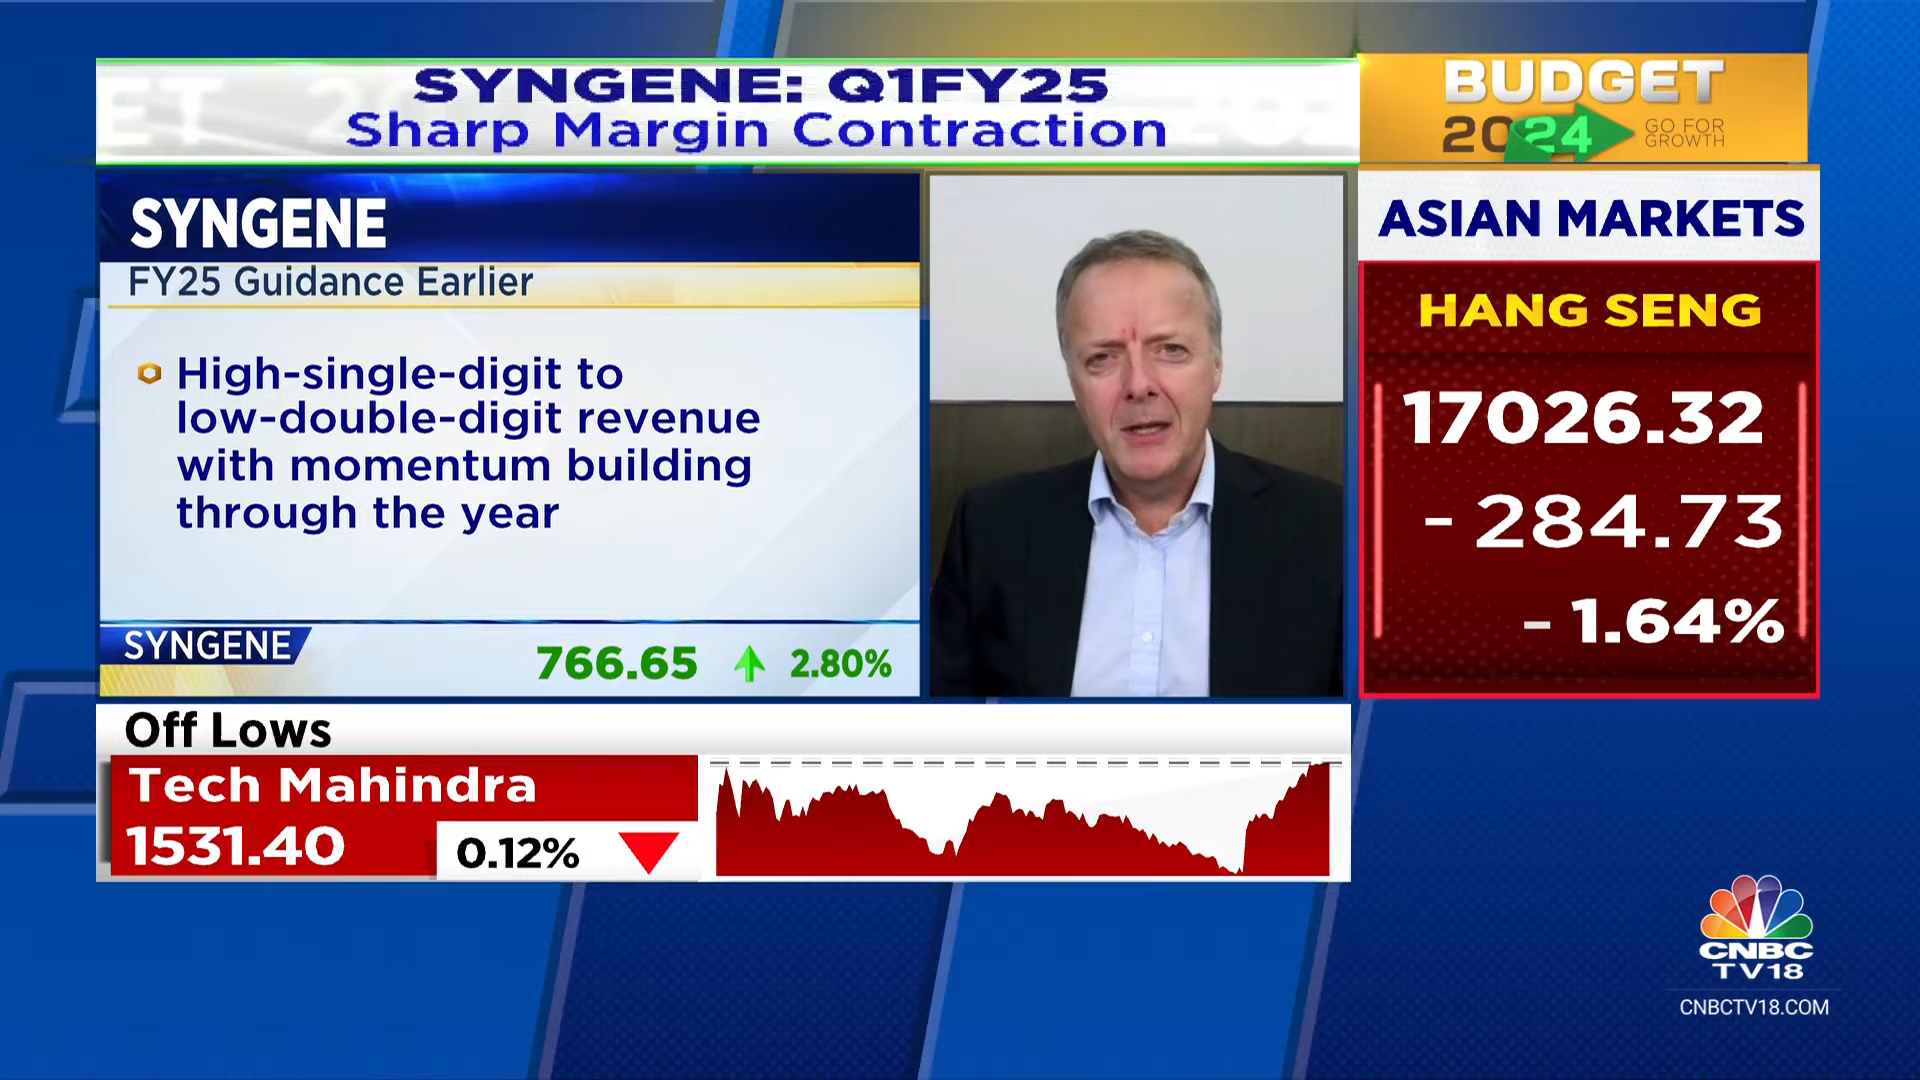 SYNGENE: Q1FY25
Sharp Margin Contraction
BUDGET
2024
GO FOR
GROWTH
SYNGENE
FY25 Guidance Earlier
High-single-digit to
low-double-digit revenue
with momentum building
through the year
SYNGENE
766.65
2.80%
ASIAN MARKETS
HANG SENG
17026.32
- 284.73
- 1.64%
Off Lows
Tech Mahindra
1531.40
0.12%
CNBC
TV18
CNBCTV18.COM